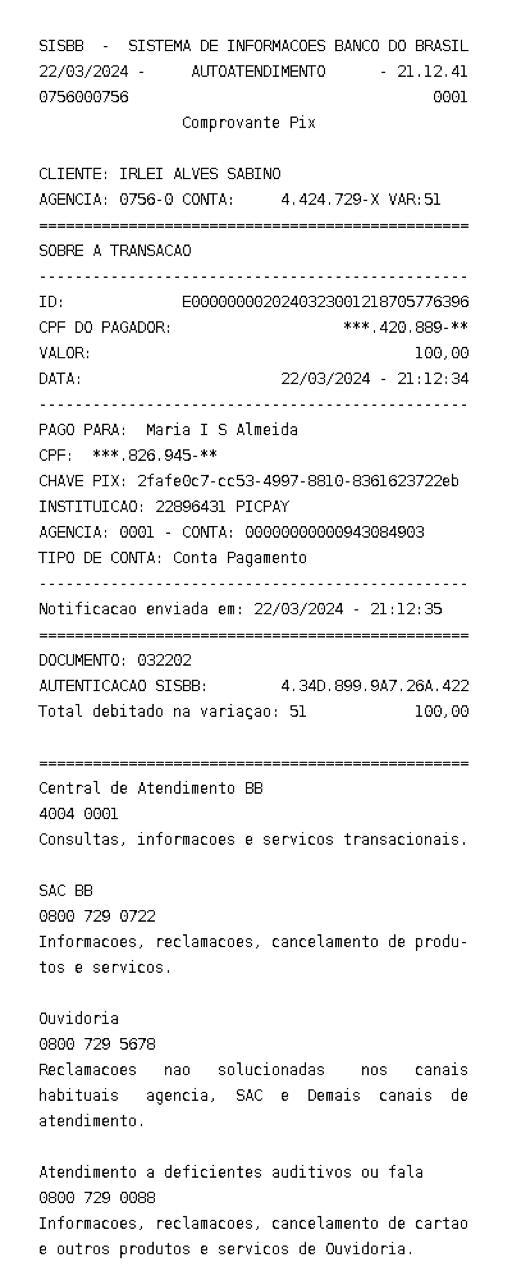 SISBB - SISTEMA DE INFORMACOES BANCO DO BRASIL
22/03/2024 - AUTOATENDIMENTO - 21.12.41
0756000756 0001
Comprovante Pix
CLIENTE: IRLEI ALVES SABINO
AGENCIA: 0756-0 CONTA: 4.424.729-X VAR:51
================================================
SOBRE A TRANSACAO
------------------------------------------------
ID: E0000000020240323001218705776396
CPF DO PAGADOR: ***.420.889-**
VALOR: 100,00
DATA: 22/03/2024 - 21:12:34
------------------------------------------------
PAGO PARA: Maria I S Almeida
CPF: ***.826.945-**
CHAVE PIX: 2fafe0c7-cc53-4997-8810-8361623722eb
INSTITUICAO: 22896431 PICPAY
AGENCIA: 0001 - CONTA: 00000000000943084903
TIPO DE CONTA: Conta Pagamento
------------------------------------------------
Notificacao enviada em: 22/03/2024 - 21:12:35
================================================
DOCUMENTO: 032202
AUTENTICACAO SISBB: 4.34D.899.9A7.26A.422
Total debitado na variaçao: 51 100,00
================================================
Central de Atendimento BB
4004 0001
Consultas, informacoes e servicos transacionais.
SAC BB
0800 729 0722
Informacoes, reclamacoes, cancelamento de produ-
tos e servicos.
Ouvidoria
0800 729 5678
Reclamacoes nao solucionadas nos canais
habituais agencia, SAC e Demais canais de
atendimento.
Atendimento a deficientes auditivos ou fala
0800 729 0088
Informacoes, reclamacoes, cancelamento de cartao
e outros produtos e servicos de Ouvidoria.